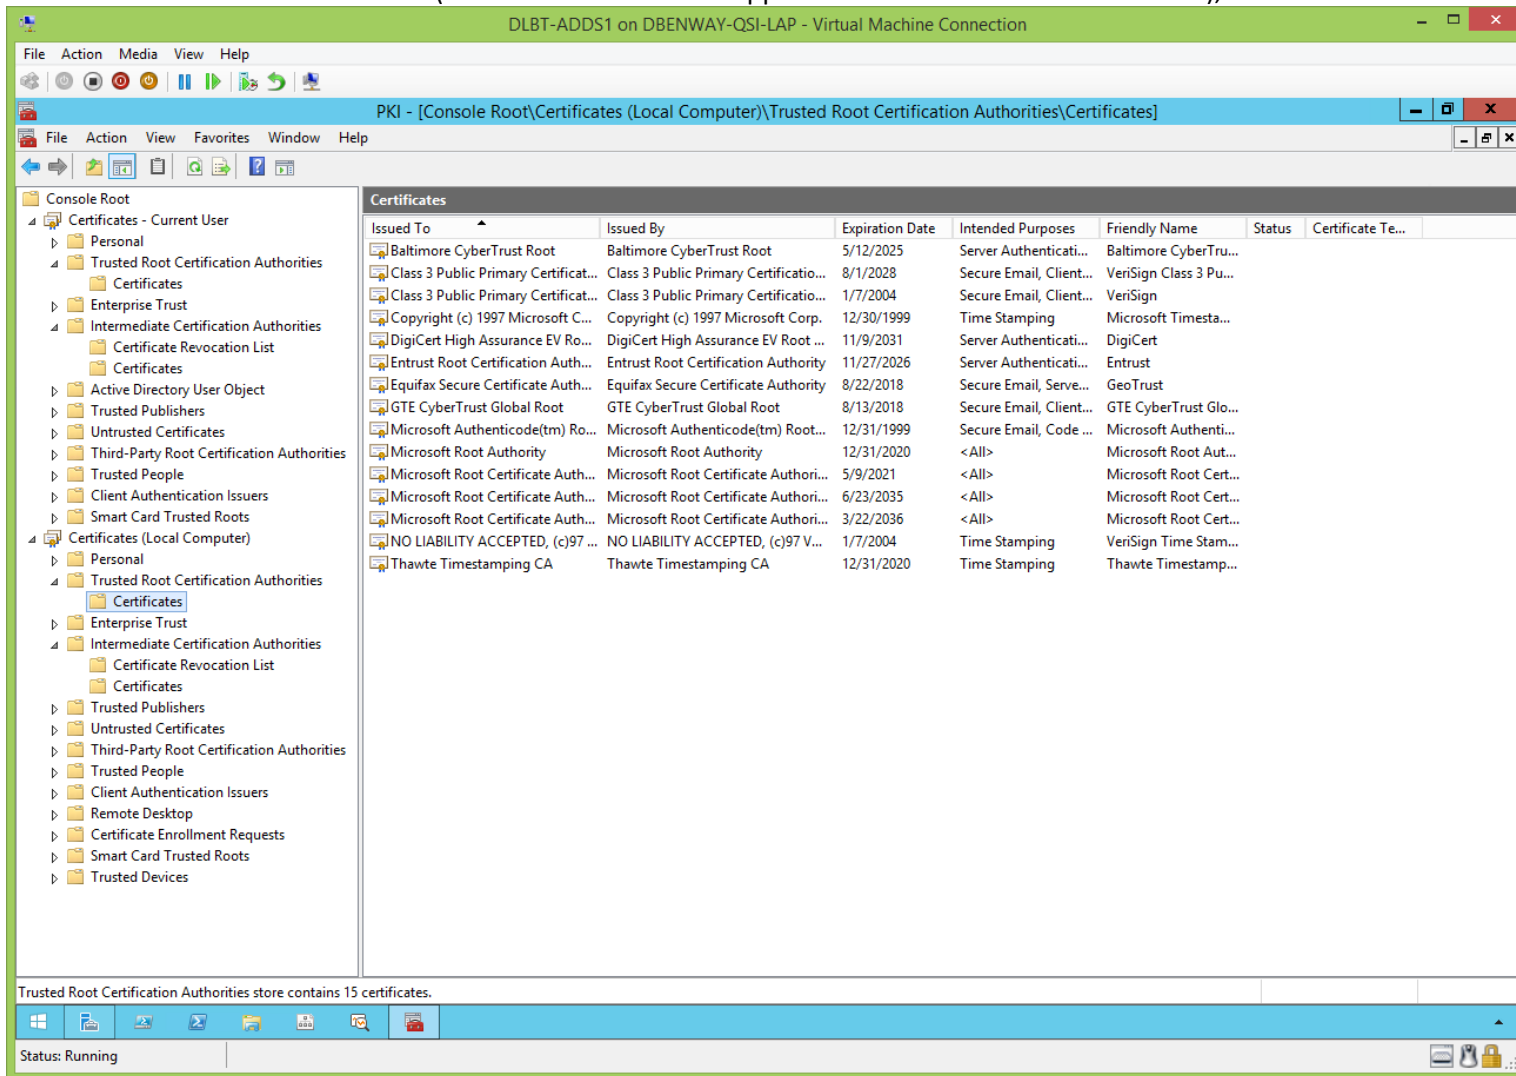 DLBT-ADDS1 on DBENWAY-QSI-LAP - Virtual Machine Connection
File Action Media View Help
PKI - [Console Root\Certificates (Local Computer)\Trusted Root Certification Authorities\Certificates]
File Action View Favorites Window Help
Console Root
Certificates - Current User
Personal
Trusted Root Certification Authorities
Certificates
Enterprise Trust
Intermediate Certification Authorities
Certificate Revocation List
Certificates
Active Directory User Object
Trusted Publishers
Untrusted Certificates
Third-Party Root Certification Authorities
Trusted People
Client Authentication Issuers
Smart Card Trusted Roots
Certificates (Local Computer)
Personal
Trusted Root Certification Authorities
Certificates
Enterprise Trust
Intermediate Certification Authorities
Certificate Revocation List
Certificates
Trusted Publishers
Untrusted Certificates
Third-Party Root Certification Authorities
Trusted People
Client Authentication Issuers
Remote Desktop
Certificate Enrollment Requests
Smart Card Trusted Roots
Trusted Devices
Certificates
Issued To Issued By Expiration Date Intended Purposes Friendly Name Status Certificate Te...
Baltimore CyberTrust Root Baltimore CyberTrust Root 5/12/2025 Server Authenticati... Baltimore CyberTru...
Class 3 Public Primary Certificat... Class 3 Public Primary Certificatio... 8/1/2028 Secure Email, Client... VeriSign Class 3 Pu...
Class 3 Public Primary Certificat... Class 3 Public Primary Certificatio... 1/7/2004 Secure Email, Client... VeriSign
Copyright (c) 1997 Microsoft C... Copyright (c) 1997 Microsoft Corp. 12/30/1999 Time Stamping Microsoft Timesta...
DigiCert High Assurance EV Ro... DigiCert High Assurance EV Root ... 11/9/2031 Server Authenticati... DigiCert
Entrust Root Certification Auth... Entrust Root Certification Authority 11/27/2026 Server Authenticati... Entrust
Equifax Secure Certificate Auth... Equifax Secure Certificate Authority 8/22/2018 Secure Email, Serve... GeoTrust
GTE CyberTrust Global Root GTE CyberTrust Global Root 8/13/2018 Secure Email, Client... GTE CyberTrust Glo...
Microsoft Authenticode(tm) Ro... Microsoft Authenticode(tm) Root... 12/31/1999 Secure Email, Code ... Microsoft Authenti...
Microsoft Root Authority Microsoft Root Authority 12/31/2020 <All> Microsoft Root Aut...
Microsoft Root Certificate Auth... Microsoft Root Certificate Authori... 5/9/2021 <All> Microsoft Root Cert...
Microsoft Root Certificate Auth... Microsoft Root Certificate Authori... 6/23/2035 <All> Microsoft Root Cert...
Microsoft Root Certificate Auth... Microsoft Root Certificate Authori... 3/22/2036 <All> Microsoft Root Cert...
NO LIABILITY ACCEPTED, (c)97 ... NO LIABILITY ACCEPTED, (c)97 V... 1/7/2004 Time Stamping VeriSign Time Stam...
Thawte Timestamping CA Thawte Timestamping CA 12/31/2020 Time Stamping Thawte Timestamp...
Trusted Root Certification Authorities store contains 15 certificates.
Status: Running